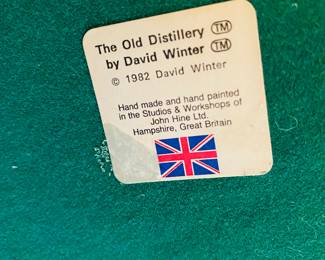 The Old Distillery TM
by David Winter TM
© 1982 David Winter
Hand made and hand painted
in the Studios & Workshops of
John Hine Ltd.
Hampshire, Great Britain